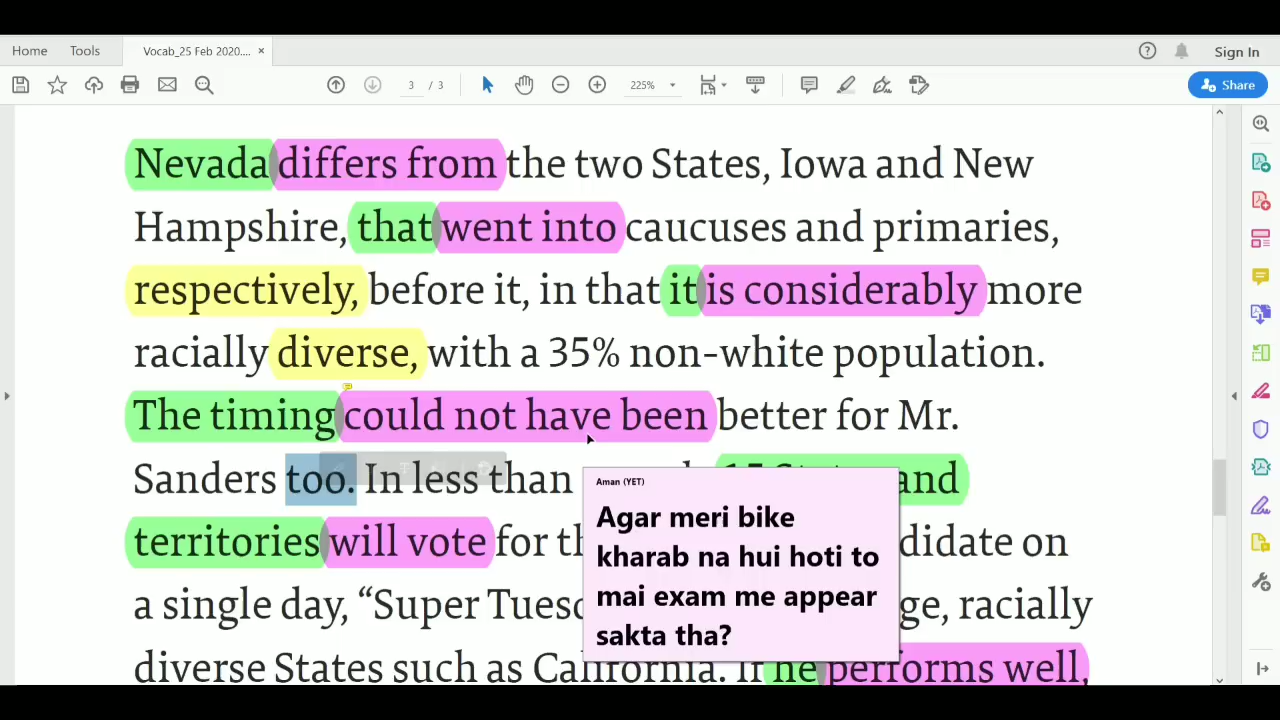 Home Tools Vocab_25 Feb 2020.... × Sign In
3 / 3 225% Share
Nevada differs from the two States, Iowa and New
Hampshire, that went into caucuses and primaries,
respectively, before it, in that it is considerably more
racially diverse, with a 35% non-white population.
The timing could not have been better for Mr.
Sanders too. In less than and
territories will vote for on
a single day, “Super racially
diverse States such as California. If he performs well,
Aman (YET)
Agar meri bike
kharab na hui hoti to
mai exam me appear
sakta tha?